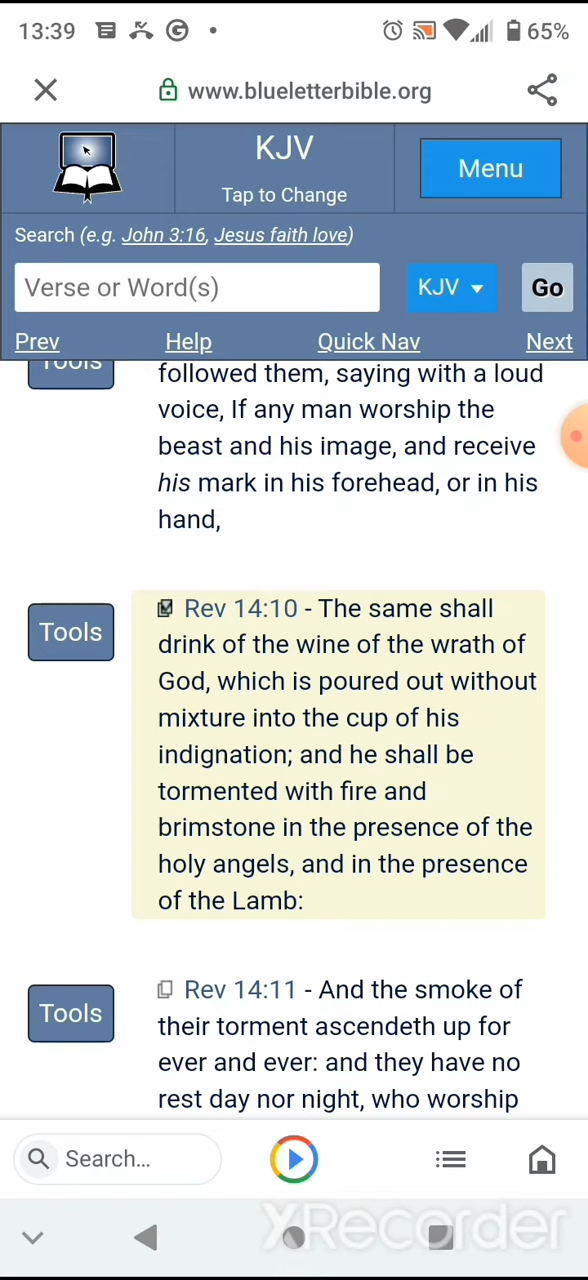 13:39
65%
www.blueletterbible.org
KJV
Tap to Change
Menu
Search (e.g. John 3:16, Jesus faith love)
Verse or Word(s)
KJV
Go
Prev Help Quick Nav Next
Tools
followed them, saying with a loud
voice, If any man worship the
beast and his image, and receive
his mark in his forehead, or in his
hand,
Tools
Rev 14:10 - The same shall
drink of the wine of the wrath of
God, which is poured out without
mixture into the cup of his
indignation; and he shall be
tormented with fire and
brimstone in the presence of the
holy angels, and in the presence
of the Lamb:
Tools
Rev 14:11 - And the smoke of
their torment ascendeth up for
ever and ever: and they have no
rest day nor night, who worship
Search...
XRecorder